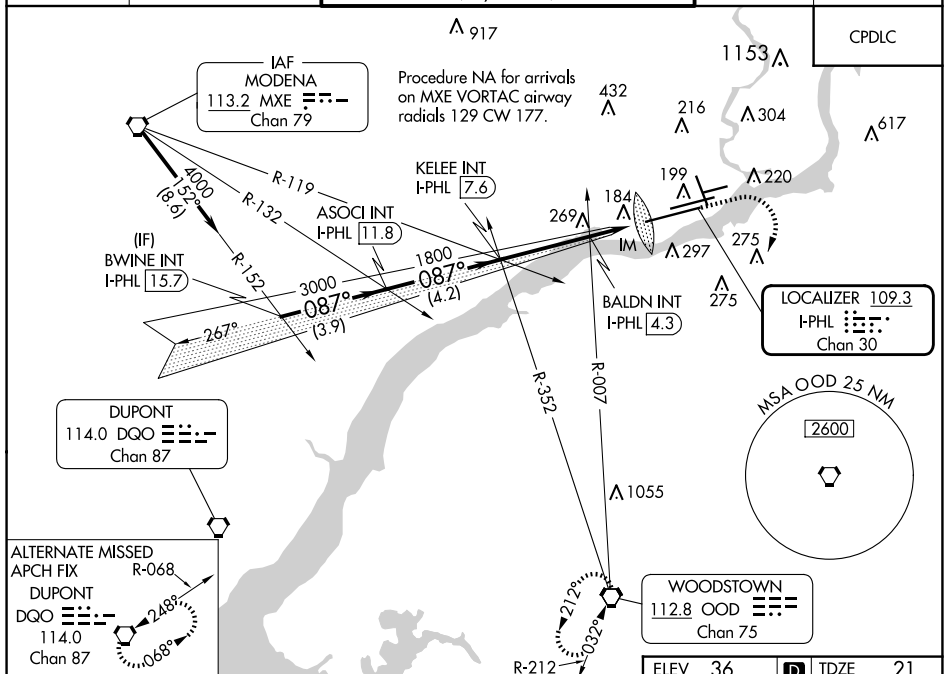 917
1153
CPDLC
IAF
MODENA
113.2 MXE
Chan 79
Procedure NA for arrivals
on MXE VORTAC airway
radials 129 CW 177.
432
216
304
617
4000
152°
(8.6)
R-119
R-132
R-152
KELEE INT
I-PHL 7.6
ASOCI INT
I-PHL 11.8
(IF)
BWINE INT
I-PHL 15.7
199
220
184
269
IM
297
275
275
1800
087°
(4.2)
3000
087°
(3.9)
267°
BALDN INT
I-PHL 4.3
LOCALIZER 109.3
I-PHL
Chan 30
R-352
R-007
MSA OOD 25 NM
2600
DUPONT
114.0 DQO
Chan 87
1055
ALTERNATE MISSED
APCH FIX
DUPONT
DQO
114.0
Chan 87
R-068
248°
068°
212°
032°
R-212
WOODSTOWN
112.8 OOD
Chan 75
ELEV 36
D
TDZE 21